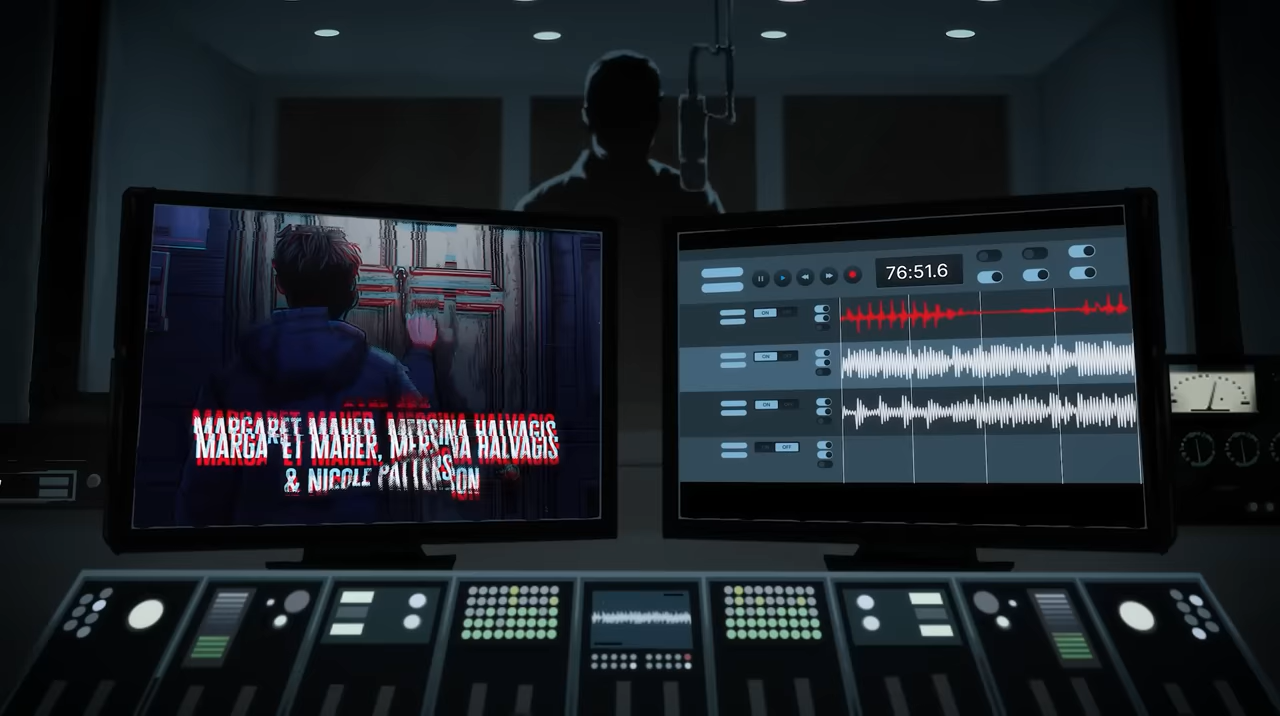 MARGARET MAHER, MERSINA HALVAGIS
& NICOLE PATTERSON
76:51.6
ON
ON
ON
OFF